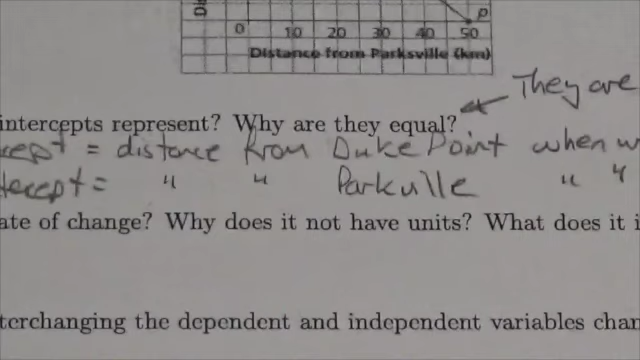 D
P
0 10 20 30 40 50
Distance from Parksville (km)
They are
intercepts represent? Why are they equal?
cept = distance from Duke Point when w
tercept = " " Parkville " "
ate of change? Why does it not have units? What does it i
terchanging the dependent and independent variables chan